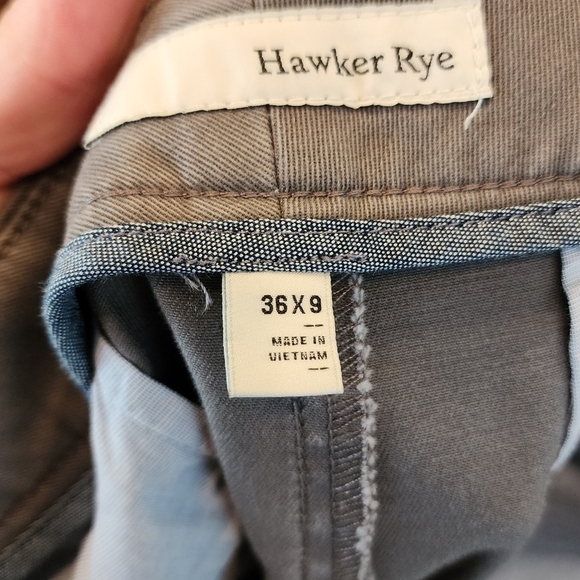 Hawker Rye
36X9
MADE IN
VIETNAM